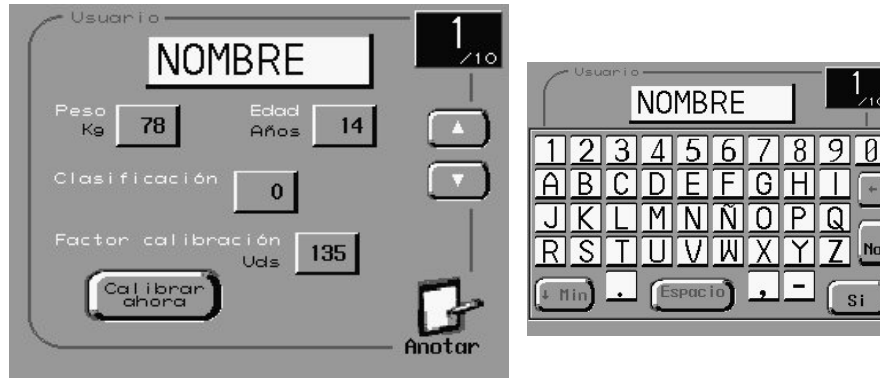 Usuario
NOMBRE
1/10
Peso Kg 78
Edad Años 14
Clasificación 0
Factor calibración Uds 135
Calibrar ahora
Anotar
Usuario
NOMBRE
1/10
1 2 3 4 5 6 7 8 9 0
A B C D E F G H I ←
J K L M N Ñ O P Q
R S T U V W X Y Z No
↓ Min . Espacio , - Si